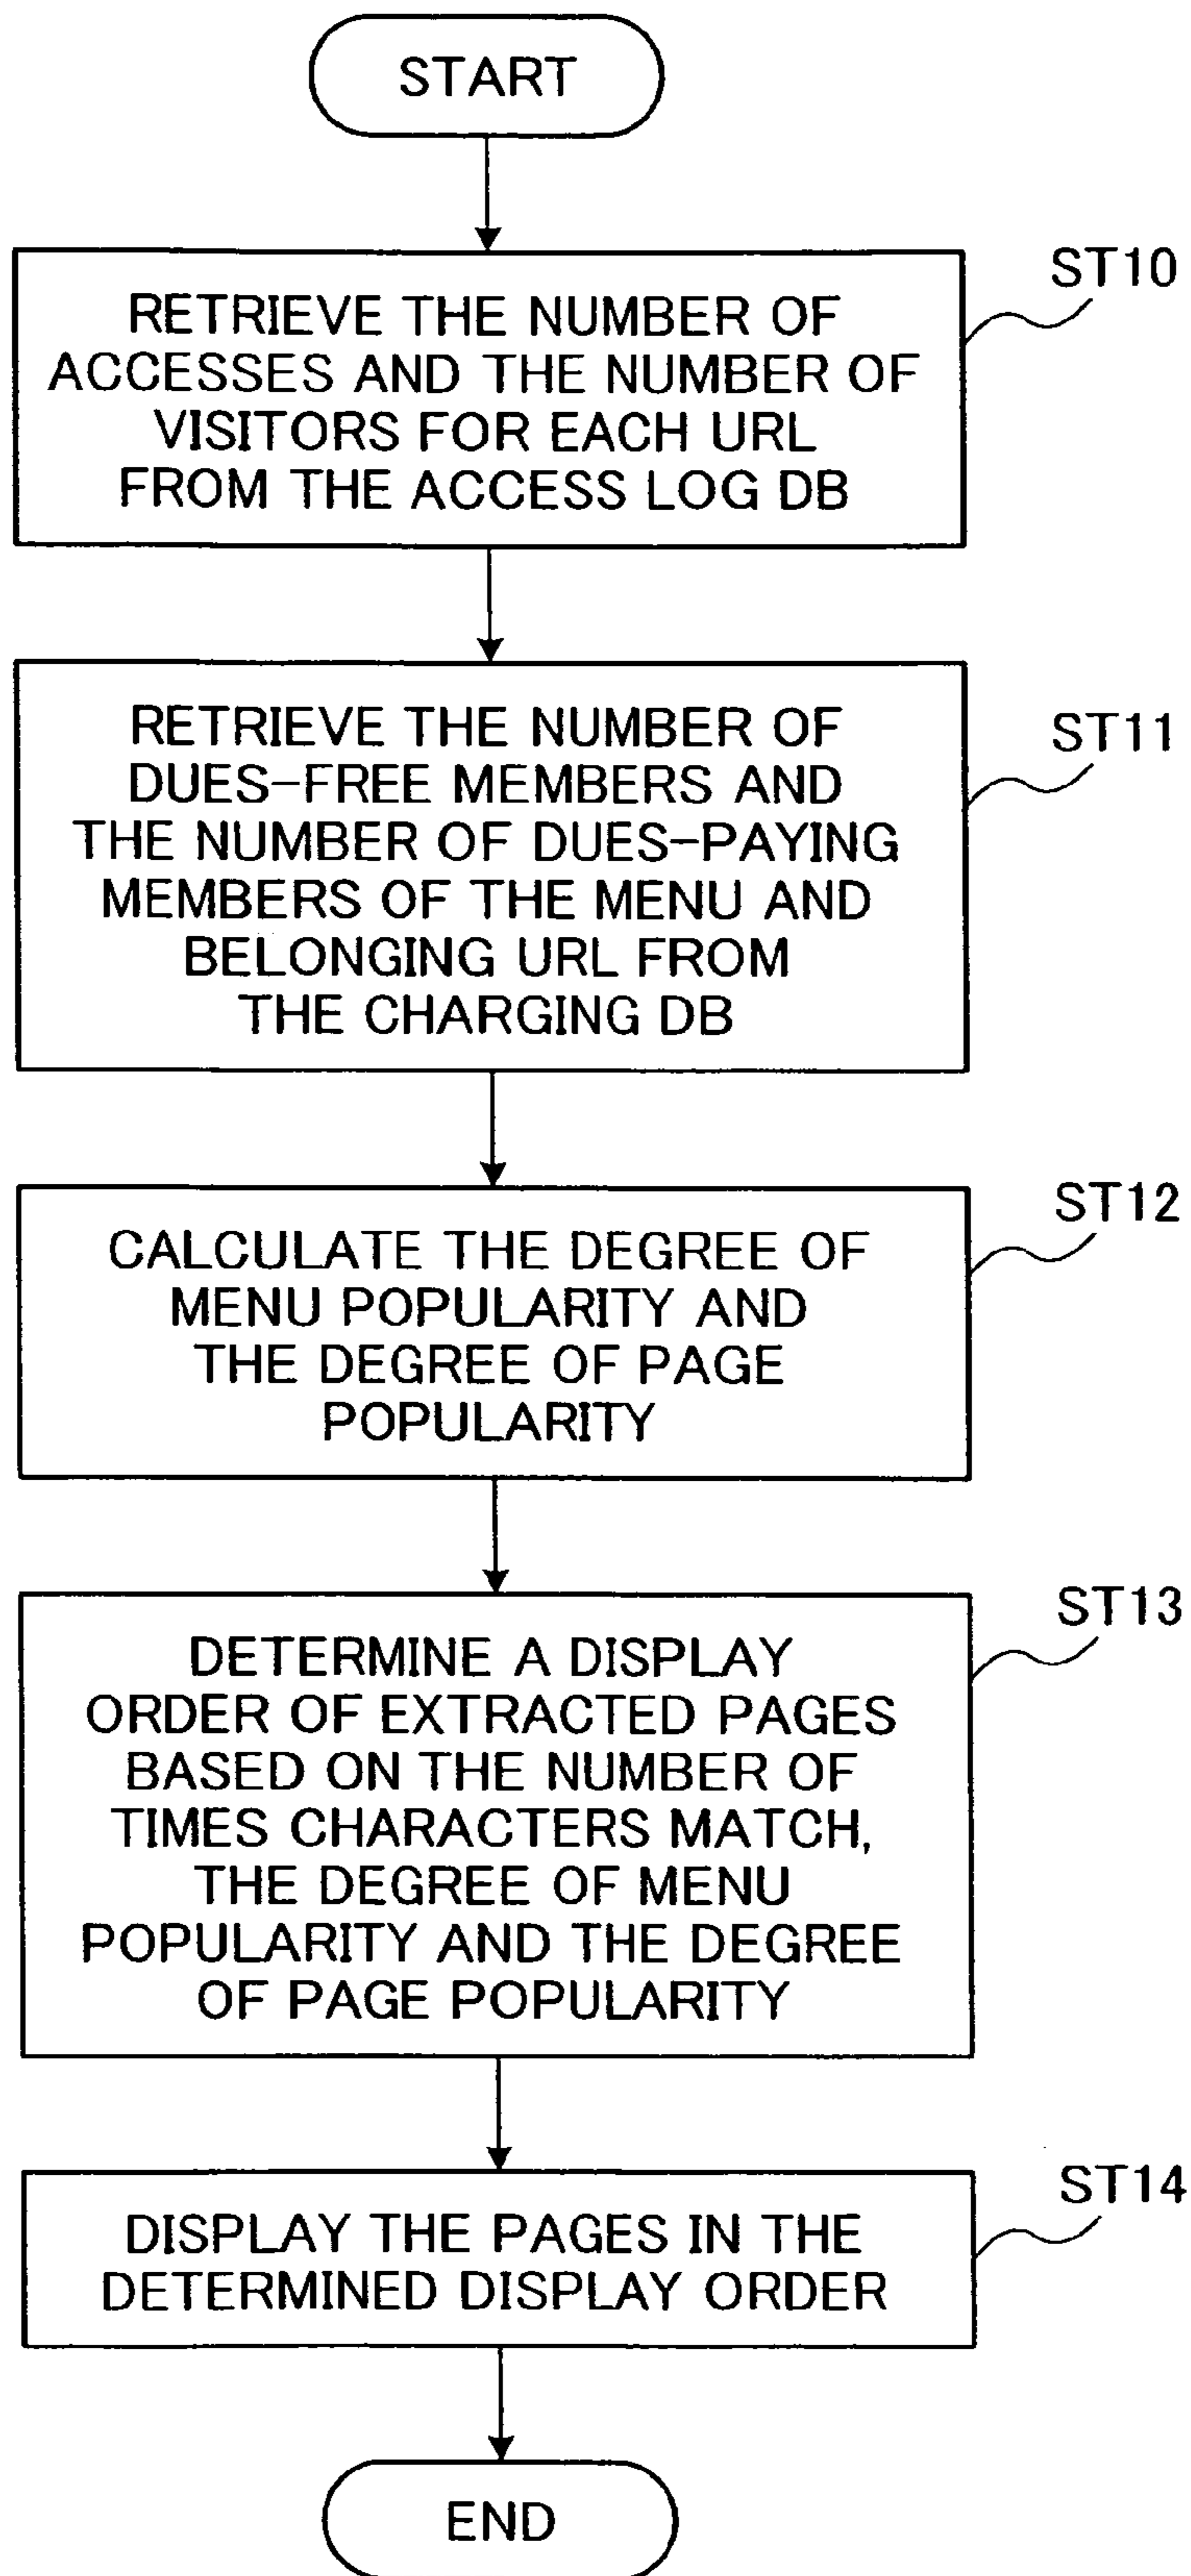 START
ST10
RETRIEVE THE NUMBER OF
ACCESSES AND THE NUMBER OF
VISITORS FOR EACH URL
FROM THE ACCESS LOG DB
ST11
RETRIEVE THE NUMBER OF
DUES-FREE MEMBERS AND
THE NUMBER OF DUES-PAYING
MEMBERS OF THE MENU AND
BELONGING URL FROM
THE CHARGING DB
ST12
CALCULATE THE DEGREE OF
MENU POPULARITY AND
THE DEGREE OF PAGE
POPULARITY
ST13
DETERMINE A DISPLAY
ORDER OF EXTRACTED PAGES
BASED ON THE NUMBER OF
TIMES CHARACTERS MATCH,
THE DEGREE OF MENU
POPULARITY AND THE DEGREE
OF PAGE POPULARITY
ST14
DISPLAY THE PAGES IN THE
DETERMINED DISPLAY ORDER
END